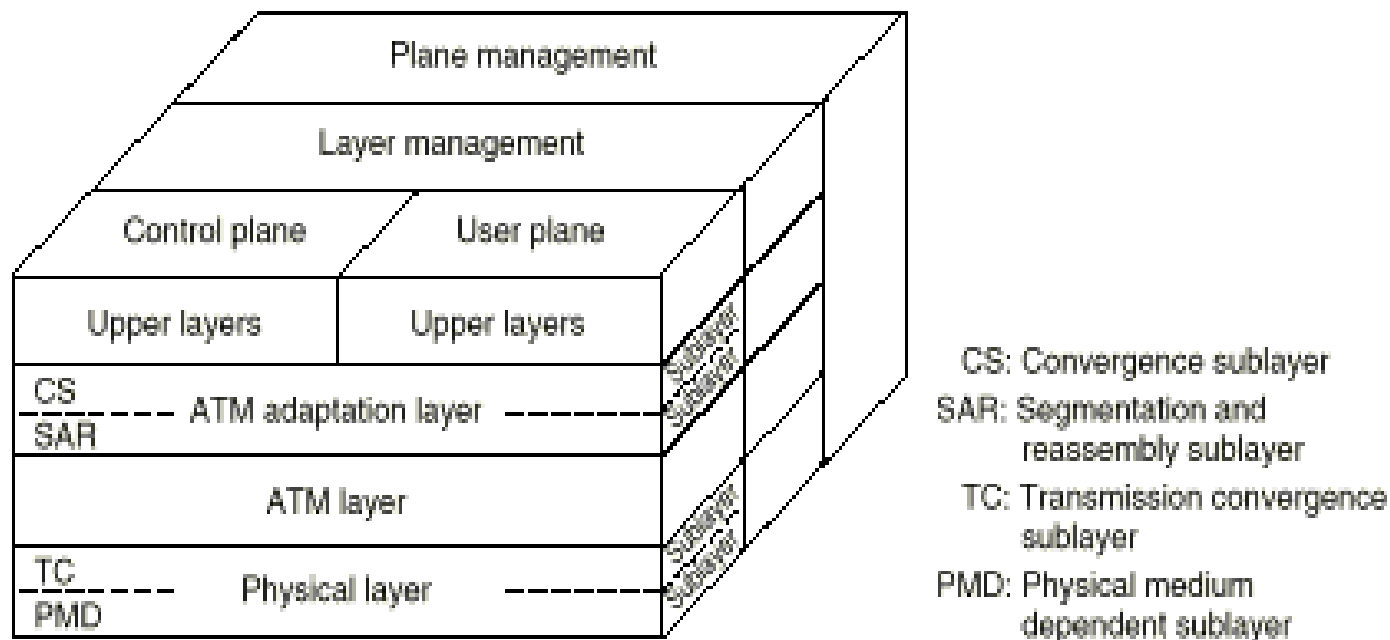 Plane management
Layer management
Control plane
User plane
Upper layers
Upper layers
CS
ATM adaptation layer
SAR
Sublayer
Sublayer
ATM layer
TC
Physical layer
PMD
Sublayer
Sublayer
CS: Convergence sublayer
SAR: Segmentation and
reassembly sublayer
TC: Transmission convergence
sublayer
PMD: Physical medium
dependent sublayer